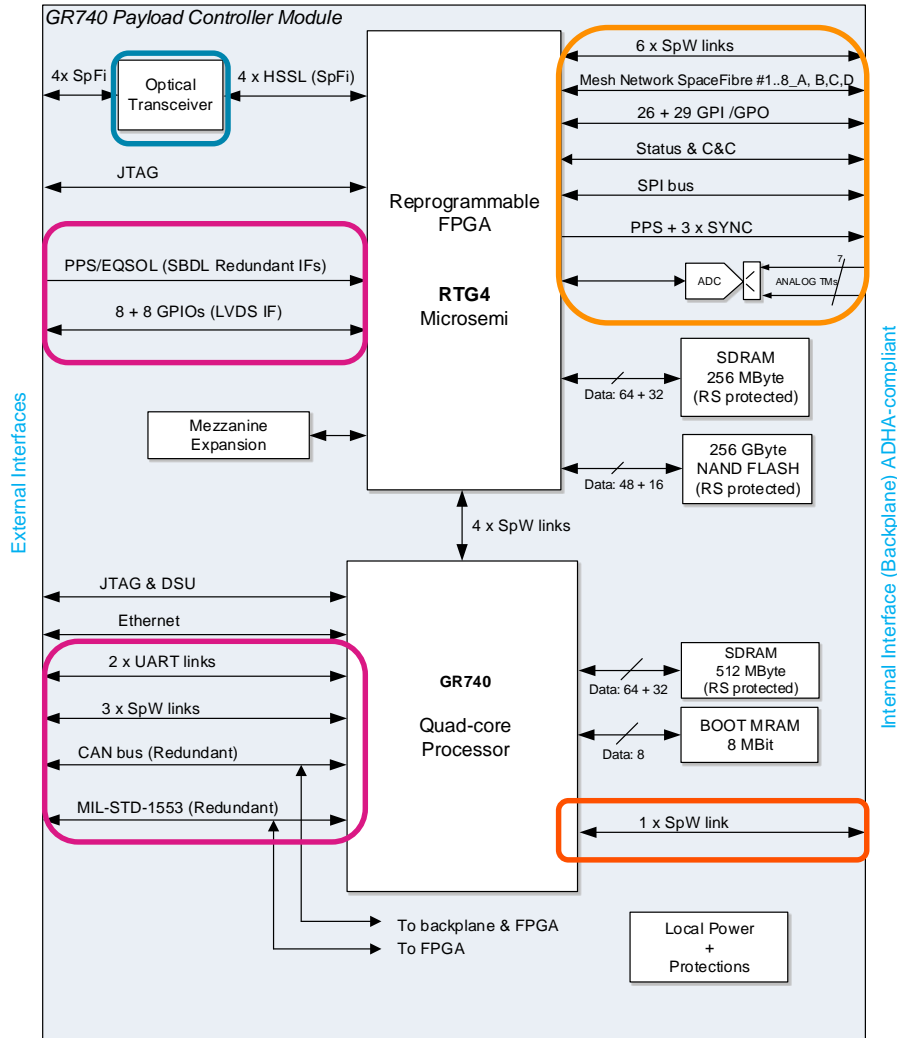 GR740 Payload Controller Module
4x SpFi
Optical
Transceiver
4 x HSSL (SpFi)
JTAG
PPS/EQSOL (SBDL Redundant IFs)
8 + 8 GPIOs (LVDS IF)
Mezzanine
Expansion
Reprogrammable
FPGA
RTG4
Microsemi
6 x SpW links
Mesh Network SpaceFibre #1..8_A, B,C,D
26 + 29 GPI /GPO
Status & C&C
SPI bus
PPS + 3 x SYNC
ADC
7
ANALOG TMs
SDRAM
256 MByte
(RS protected)
Data: 64 + 32
256 GByte
NAND FLASH
(RS protected)
Data: 48 + 16
4 x SpW links
External Interfaces
Internal Interface (Backplane) ADHA-compliant
JTAG & DSU
Ethernet
2 x UART links
3 x SpW links
CAN bus (Redundant)
MIL-STD-1553 (Redundant)
GR740
Quad-core
Processor
SDRAM
512 MByte
(RS protected)
Data: 64 + 32
BOOT MRAM
8 MBit
Data: 8
1 x SpW link
To backplane & FPGA
To FPGA
Local Power
+
Protections